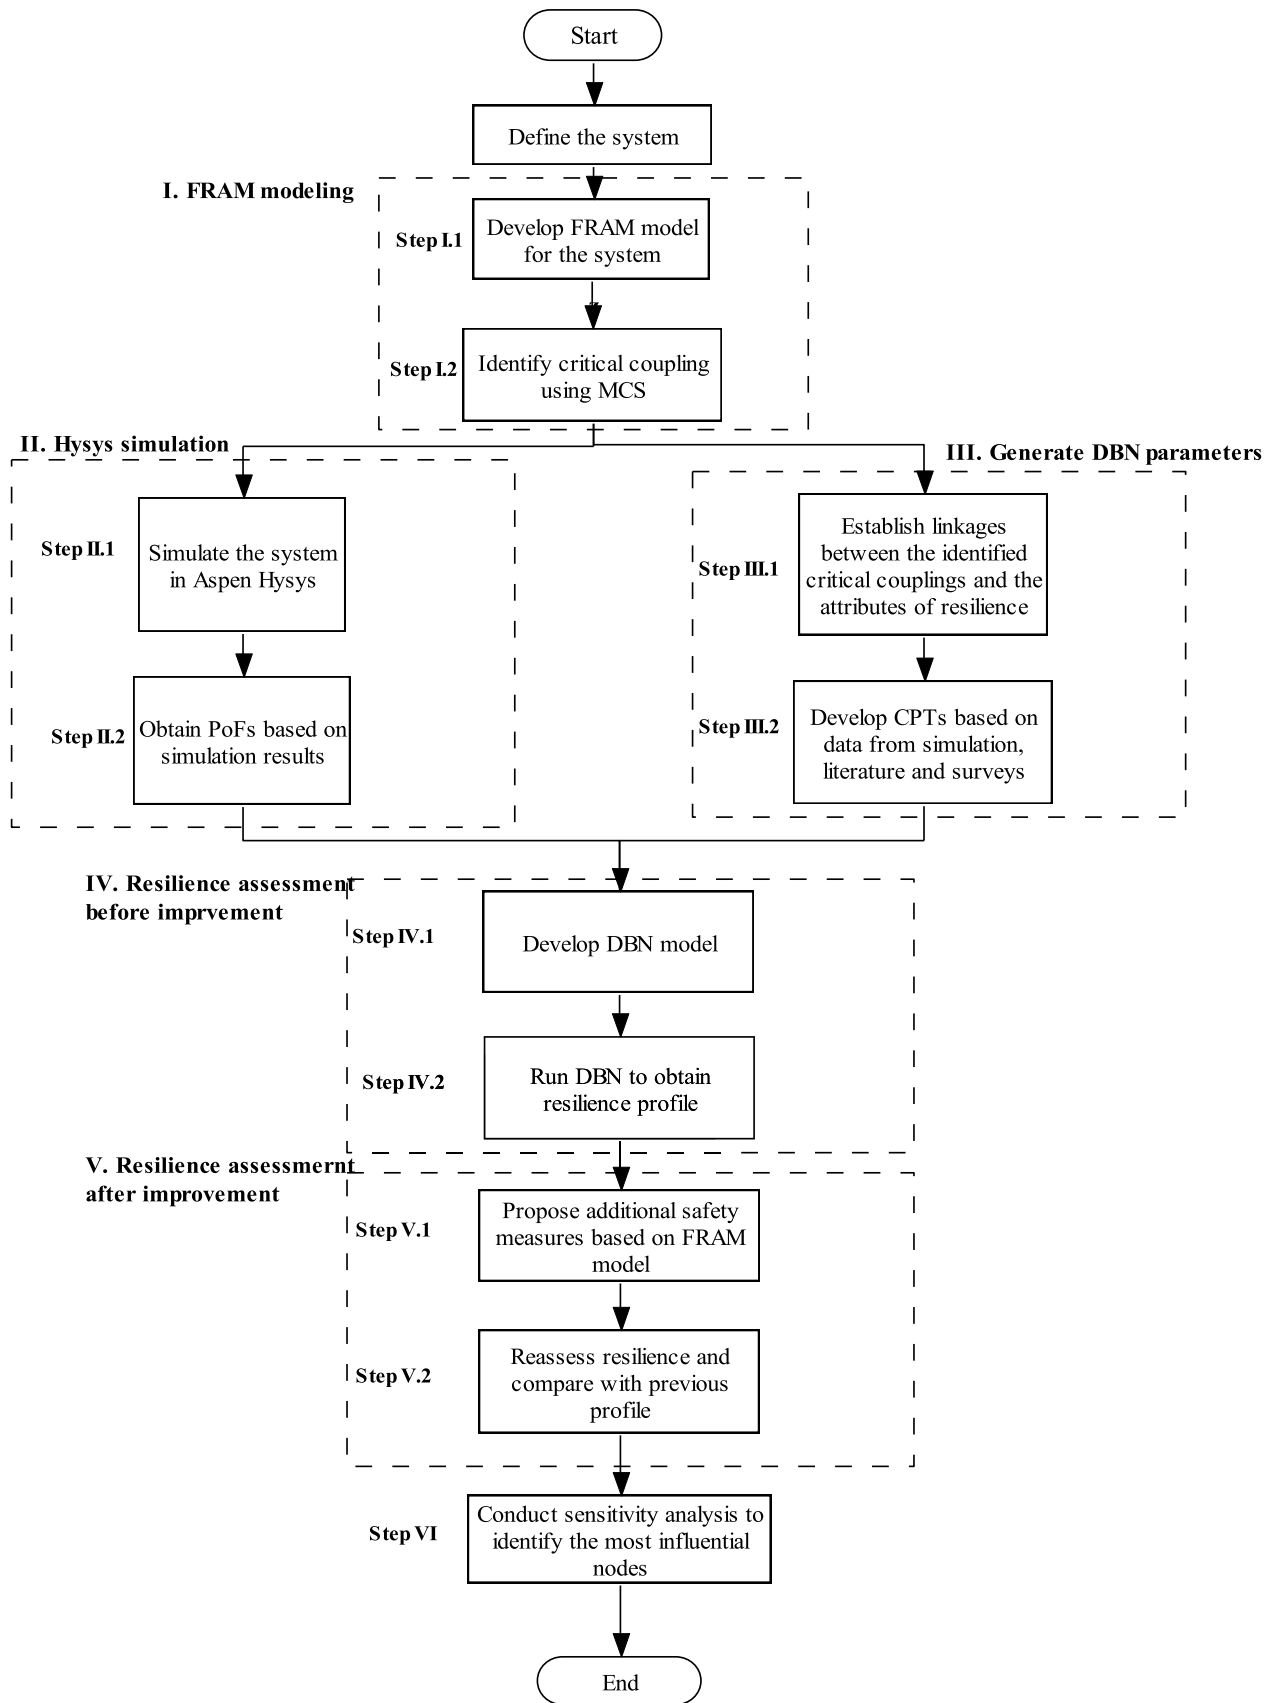 Start
Define the system
I. FRAM modeling
Step I.1
Develop FRAM model
for the system
Step I.2
Identify critical coupling
using MCS
II. Hysys simulation
III. Generate DBN parameters
Step II.1
Simulate the system
in Aspen Hysys
Step II.2
Obtain PoFs based on
simulation results
Step III.1
Establish linkages
between the identified
critical couplings and the
attributes of resilience
Step III.2
Develop CPTs based on
data from simulation,
literature and surveys
IV. Resilience assessment
before imprvement
Step IV.1
Develop DBN model
Step IV.2
Run DBN to obtain
resilience profile
V. Resilience assessmernt
after improvement
Step V.1
Propose additional safety
measures based on FRAM
model
Step V.2
Reassess resilience and
compare with previous
profile
Step VI
Conduct sensitivity analysis to
identify the most influential
nodes
End